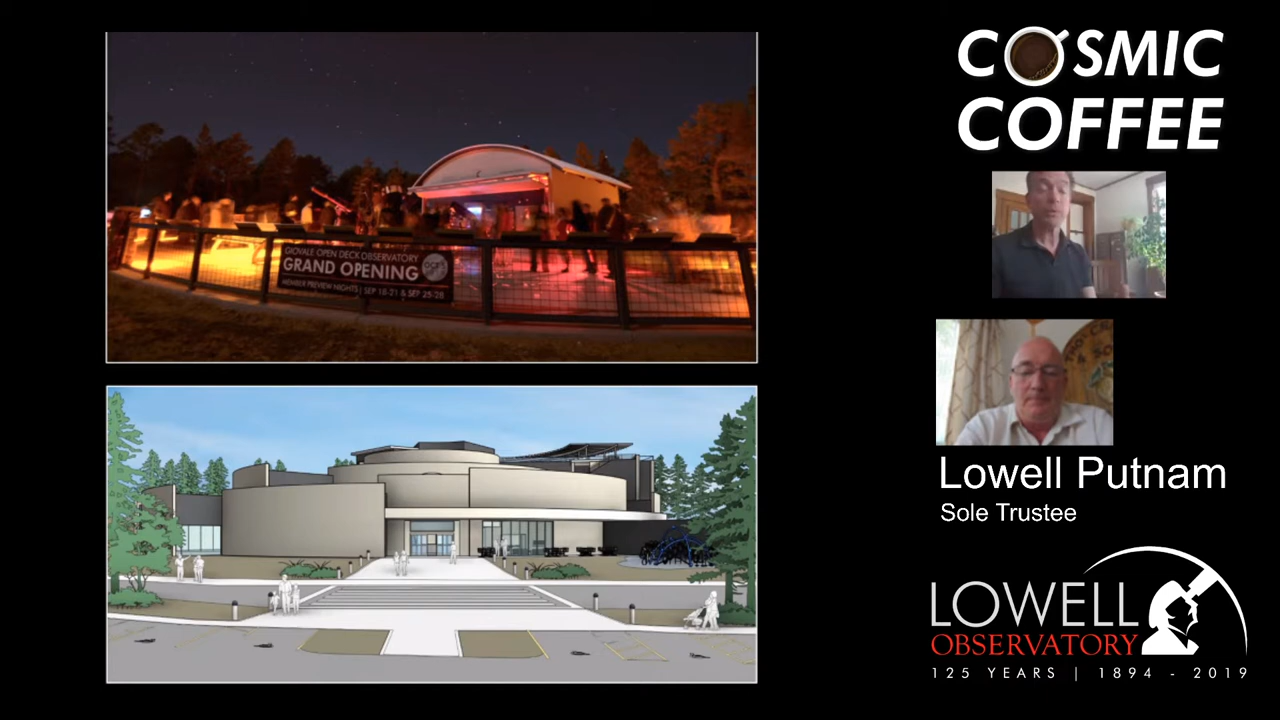 COSMIC
COFFEE
GIOVALE OPEN DECK OBSERVATORY
GRAND OPENING
MEMBER PREVIEW NIGHTS | SEP 18-21 & SEP 25-28
Lowell Putnam
Sole Trustee
LOWELL
OBSERVATORY
125 YEARS | 1894 - 2019